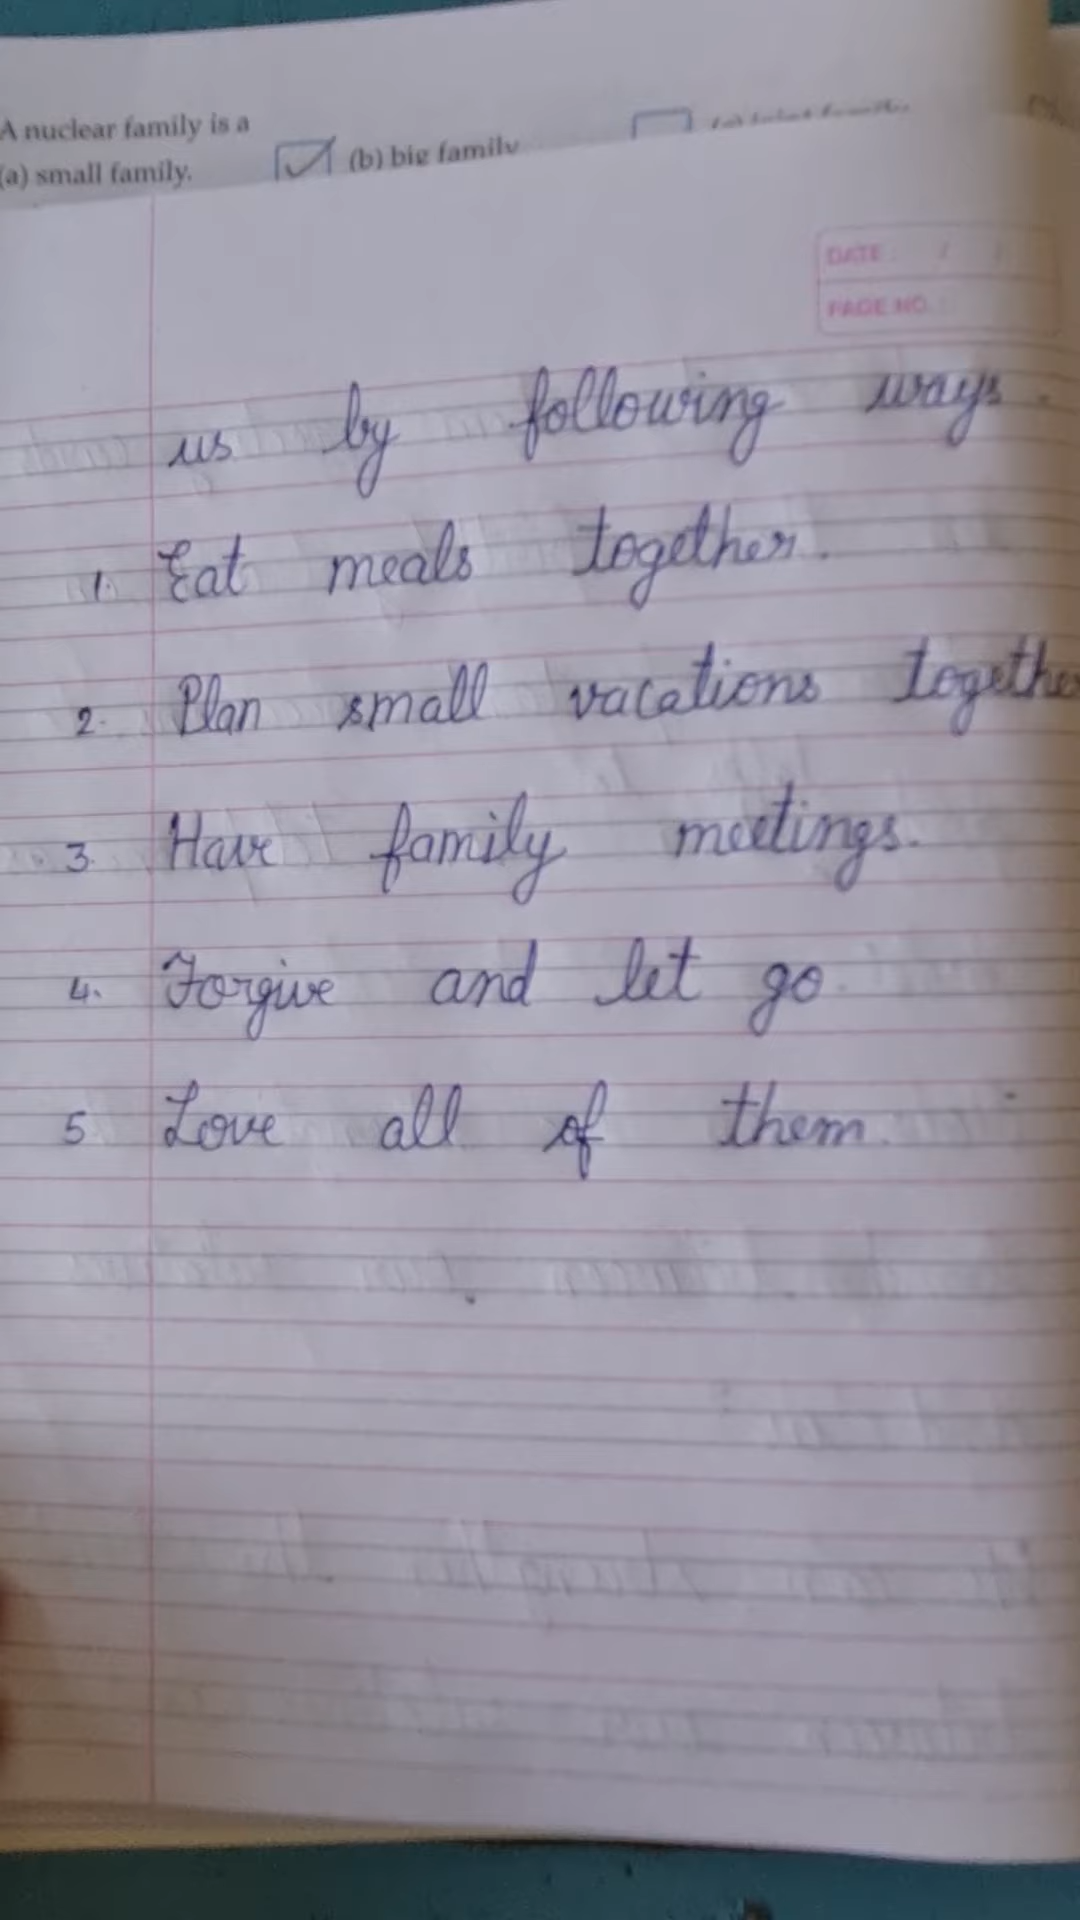 A nuclear family is a
(a) small family. (b) big family
DATE / /
PAGE NO.
us by following ways.
1. Eat meals together.
2. Plan small vacations togethe
3. Have family meetings.
4. Forgive and let go.
5 Love all of them.